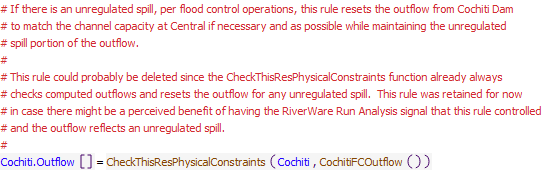 # If there is an unregulated spill, per flood control operations, this rule resets the outflow from Cochiti Dam
# to match the channel capacity at Central if necessary and as possible while maintaining the unregulated
# spill portion of the outflow.
#
# This rule could probably be deleted since the CheckThisResPhysicalConstraints function already always
# checks computed outflows and resets the outflow for any unregulated spill.  This rule was retained for now
# in case there might be a perceived benefit of having the RiverWare Run Analysis signal that this rule controlled
# and the outflow reflects an unregulated spill.
#
Cochiti.Outflow [] = CheckThisResPhysicalConstraints ( Cochiti , CochitiFCOutflow () )